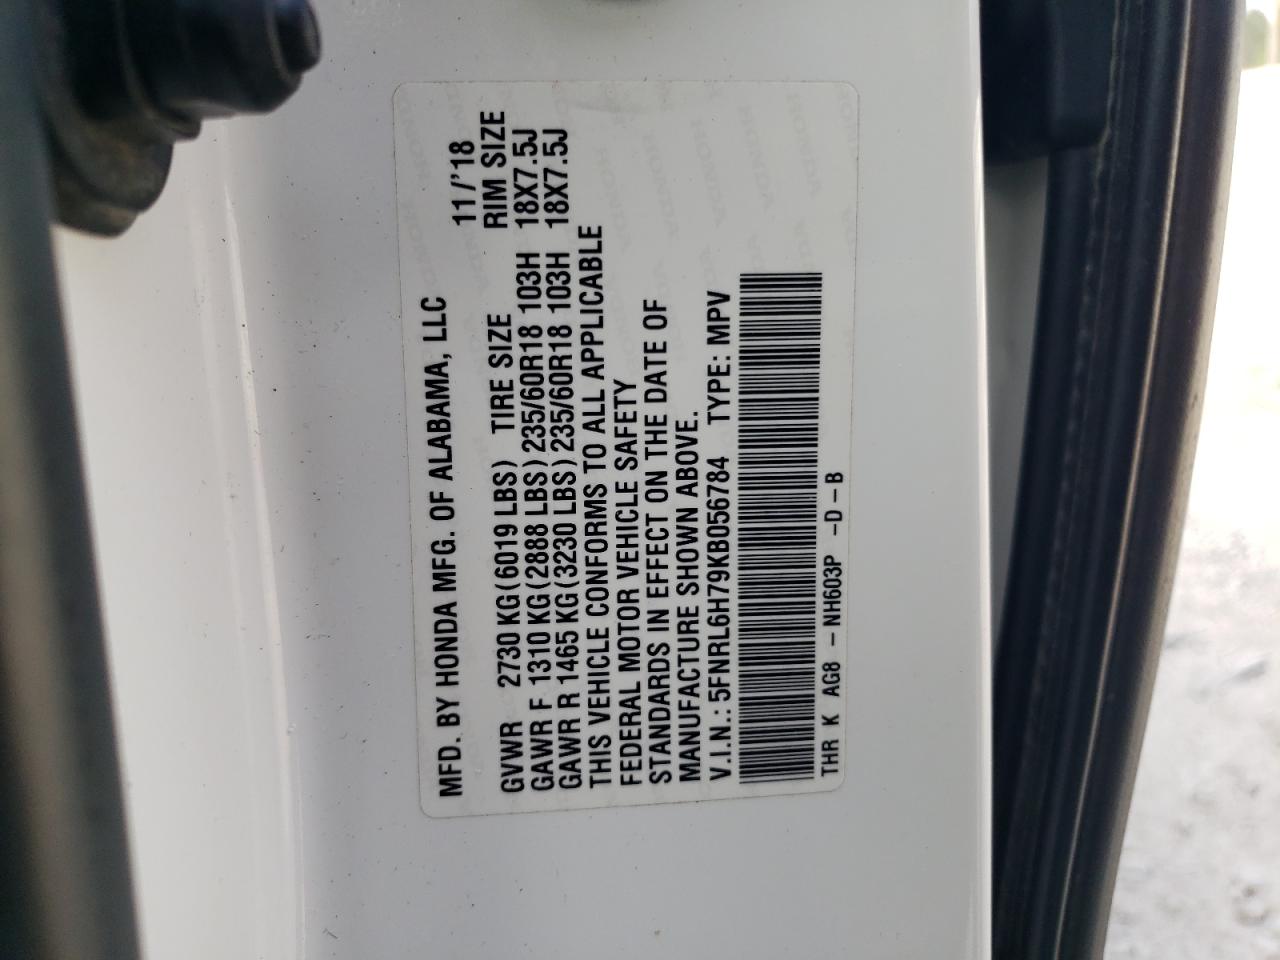 MFD. BY HONDA MFG. OF ALABAMA, LLC 11/'18
GVWR 2730 KG (6019 LBS) TIRE SIZE RIM SIZE
GAWR F 1310 KG (2888 LBS) 235/60R18 103H 18X7.5J
GAWR R 1465 KG (3230 LBS) 235/60R18 103H 18X7.5J
THIS VEHICLE CONFORMS TO ALL APPLICABLE
FEDERAL MOTOR VEHICLE SAFETY
STANDARDS IN EFFECT ON THE DATE OF
MANUFACTURE SHOWN ABOVE.
V.I.N.: 5FNRL6H79KB056784 TYPE: MPV
THR K AG8 - NH603P -D-B